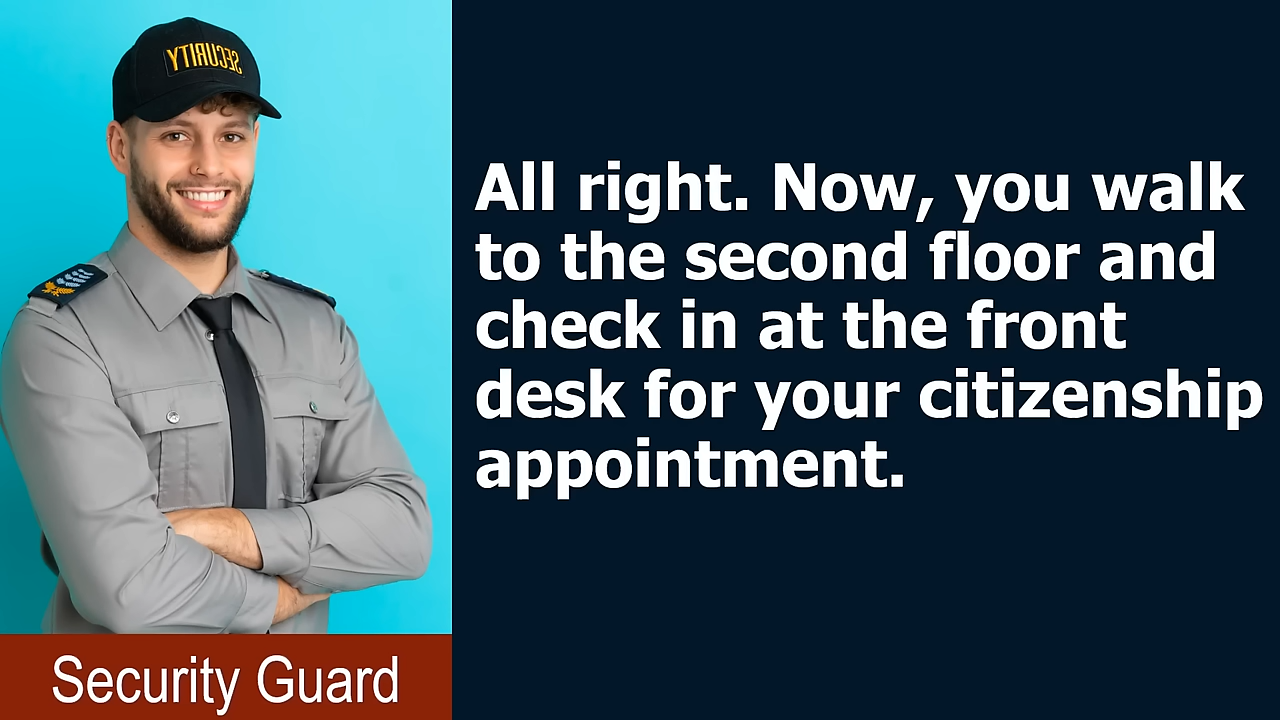 SECURITY
All right. Now, you walk
to the second floor and
check in at the front
desk for your citizenship
appointment.
Security Guard